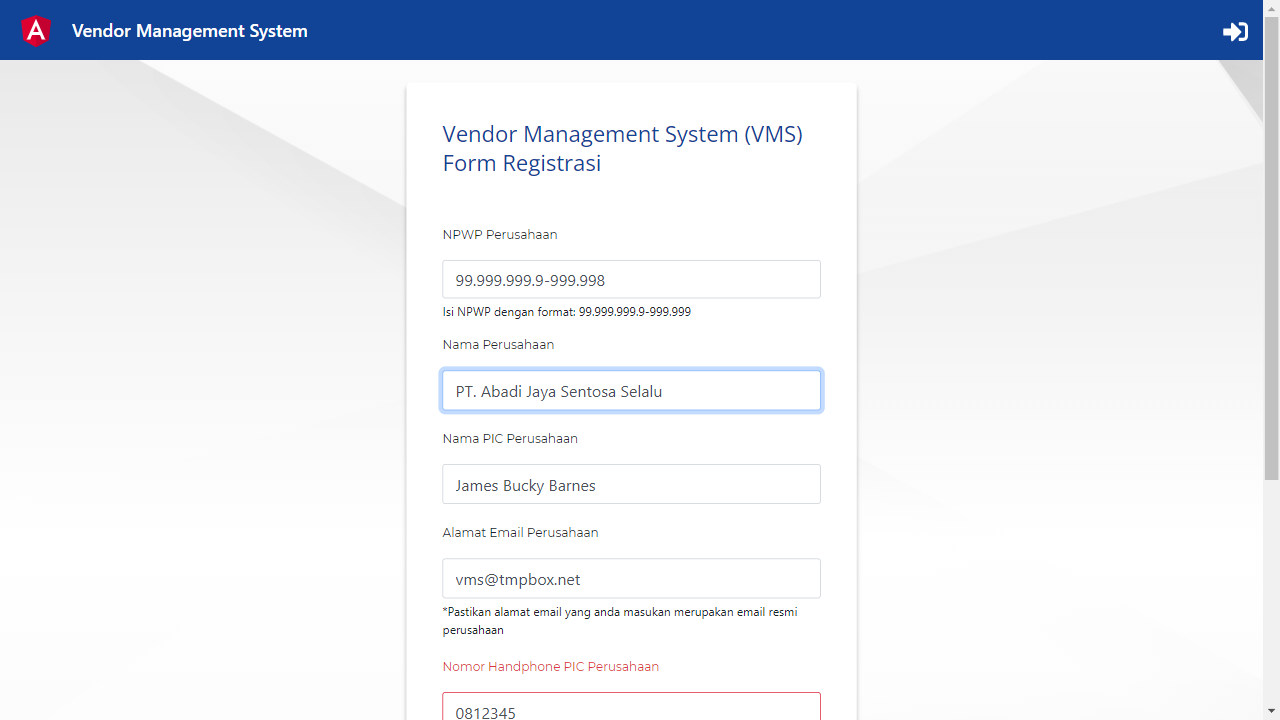 Vendor Management System
Vendor Management System (VMS)
Form Registrasi
NPWP Perusahaan
99.999.999.9-999.998
Isi NPWP dengan format: 99.999.999.9-999.999
Nama Perusahaan
PT. Abadi Jaya Sentosa Selalu
Nama PIC Perusahaan
James Bucky Barnes
Alamat Email Perusahaan
vms@tmpbox.net
*Pastikan alamat email yang anda masukan merupakan email resmi
perusahaan
Nomor Handphone PIC Perusahaan
0812345